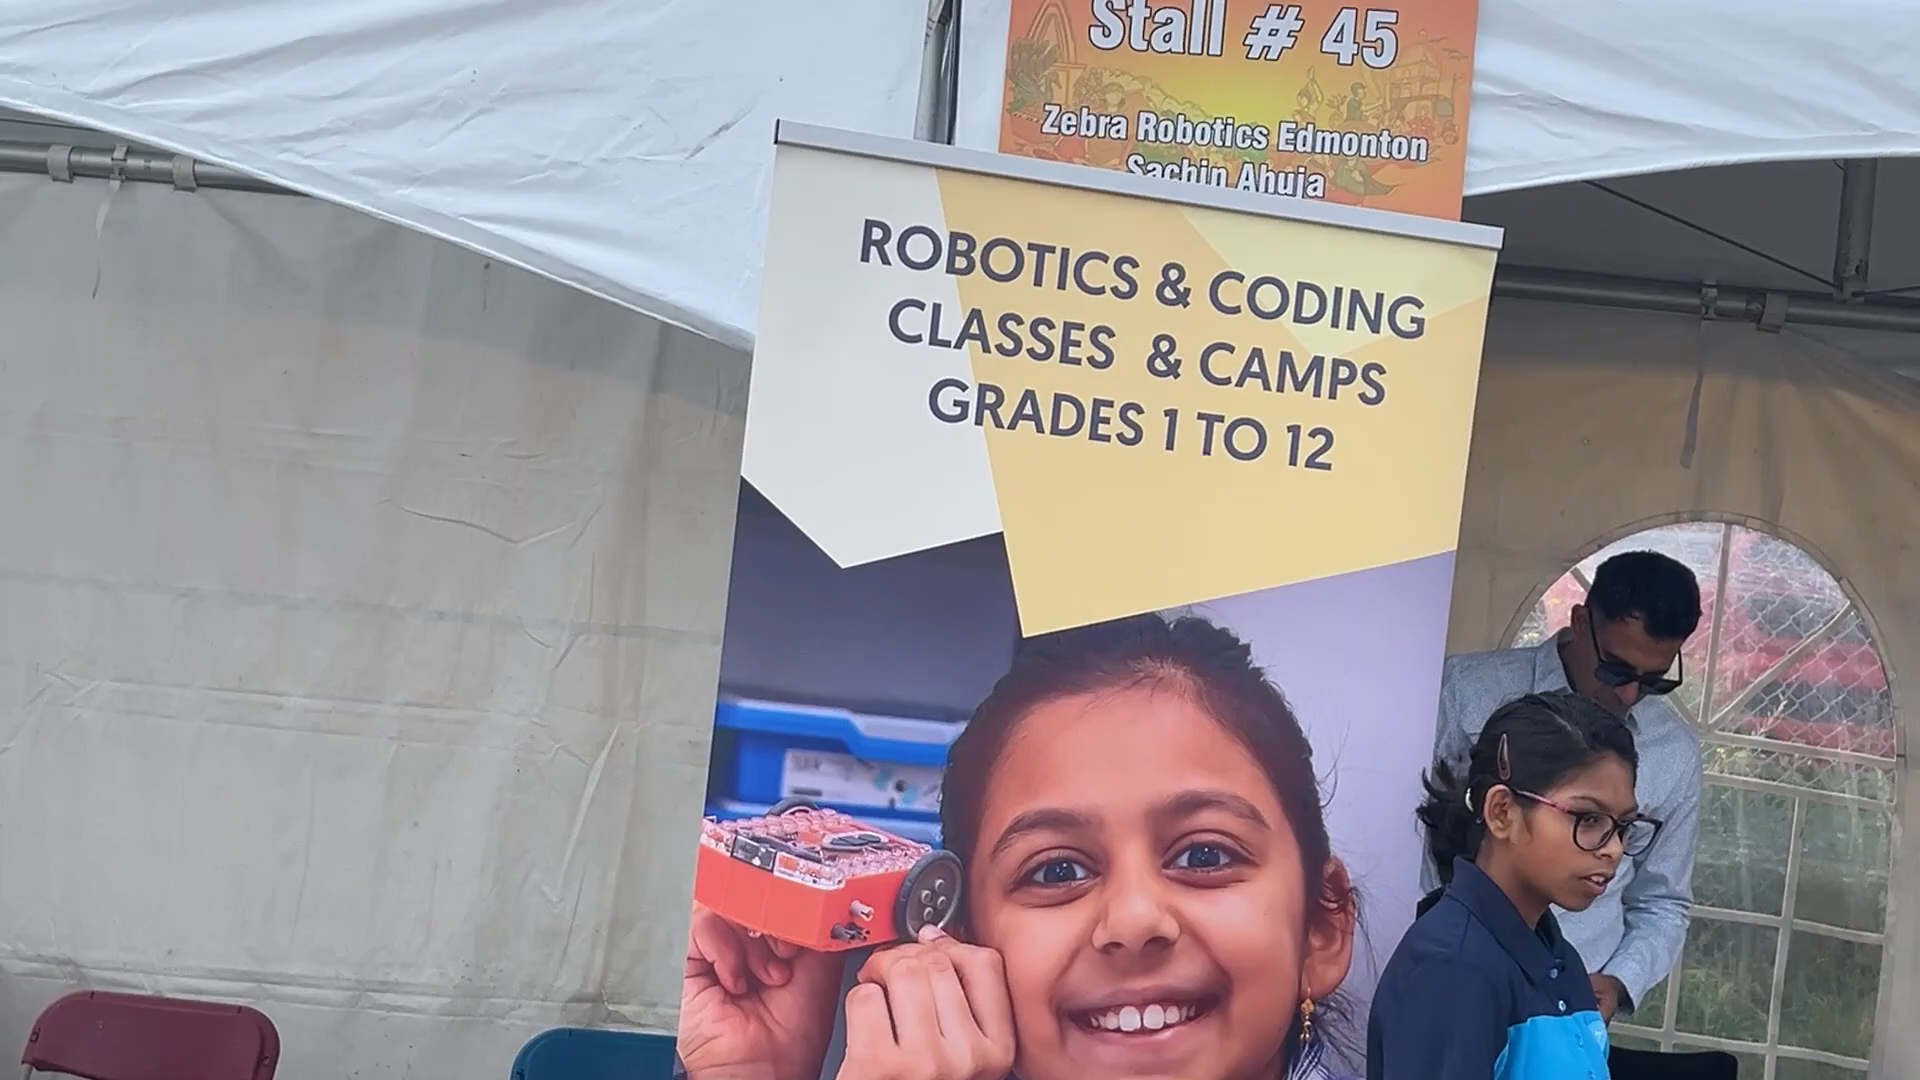 Stall # 45
Zebra Robotics Edmonton
Sachin Ahuja
ROBOTICS & CODING
CLASSES & CAMPS
GRADES 1 TO 12